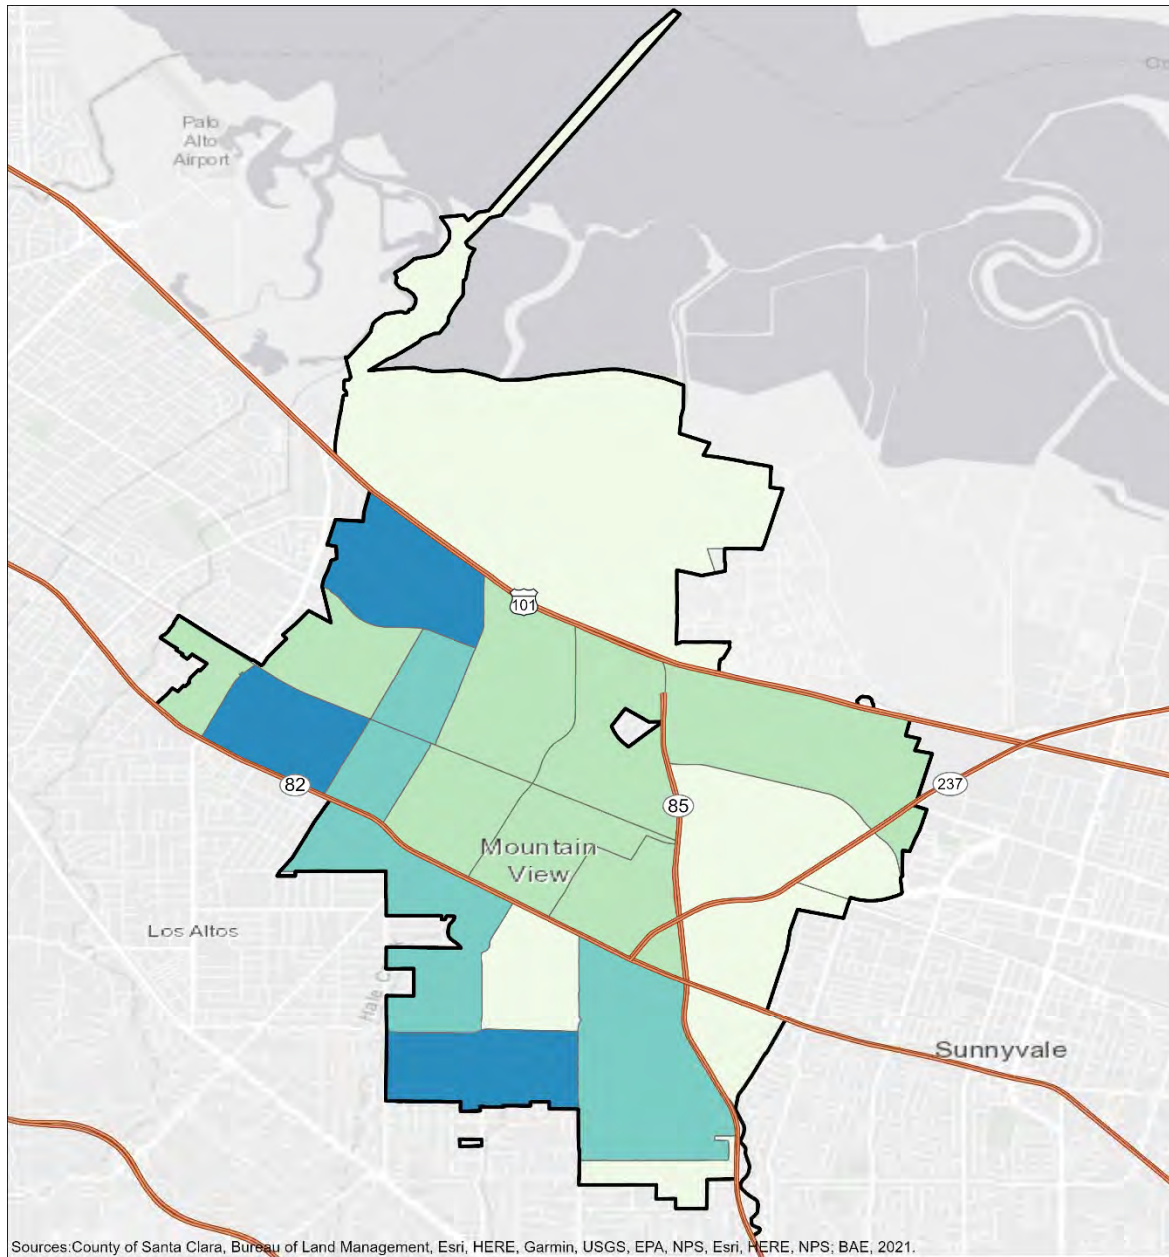 Palo
Alto
Airport
101
82
85
237
Mountain
View
Los Altos
Hale C
Sunnyvale
Sources:County of Santa Clara, Bureau of Land Management, Esri, HERE, Garmin, USGS, EPA, NPS, Esri, HERE, NPS; BAE, 2021.